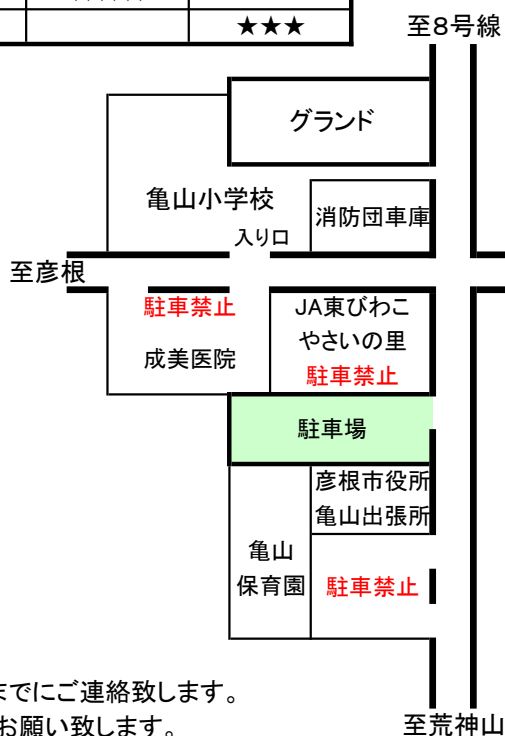 ★★★
至8号線
グランド
亀山小学校
消防団車庫
入り口
至彦根
駐車禁止
成美医院
JA東びわこ
やさいの里
駐車禁止
駐車場
彦根市役所
亀山出張所
亀山
保育園
駐車禁止
までにご連絡致します。
お願い致します。
至荒神山